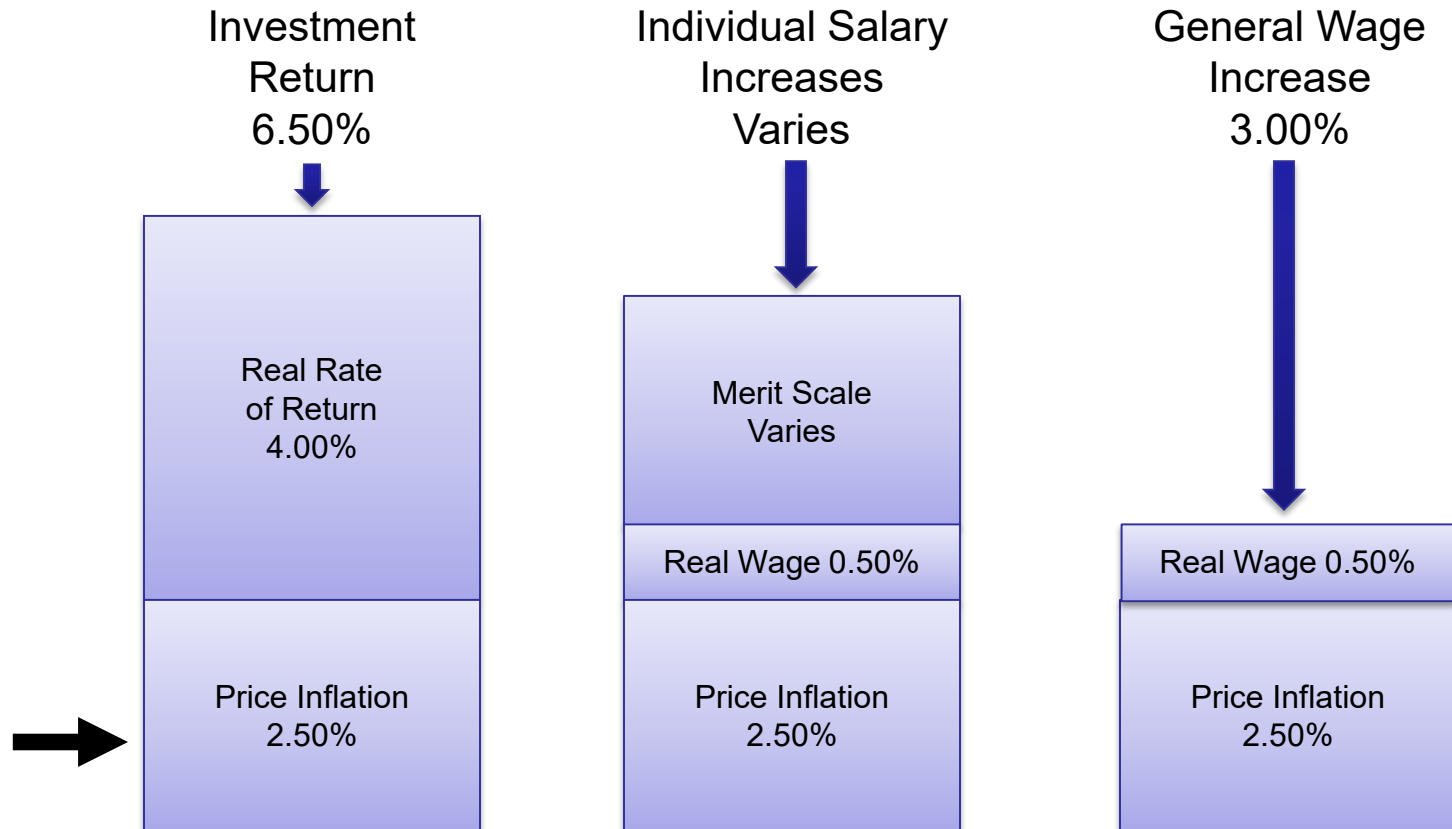 Investment
Return
6.50%
Individual Salary
Increases
Varies
General Wage
Increase
3.00%
Real Rate
of Return
4.00%
Price Inflation
2.50%
Merit Scale
Varies
Real Wage 0.50%
Price Inflation
2.50%
Real Wage 0.50%
Price Inflation
2.50%